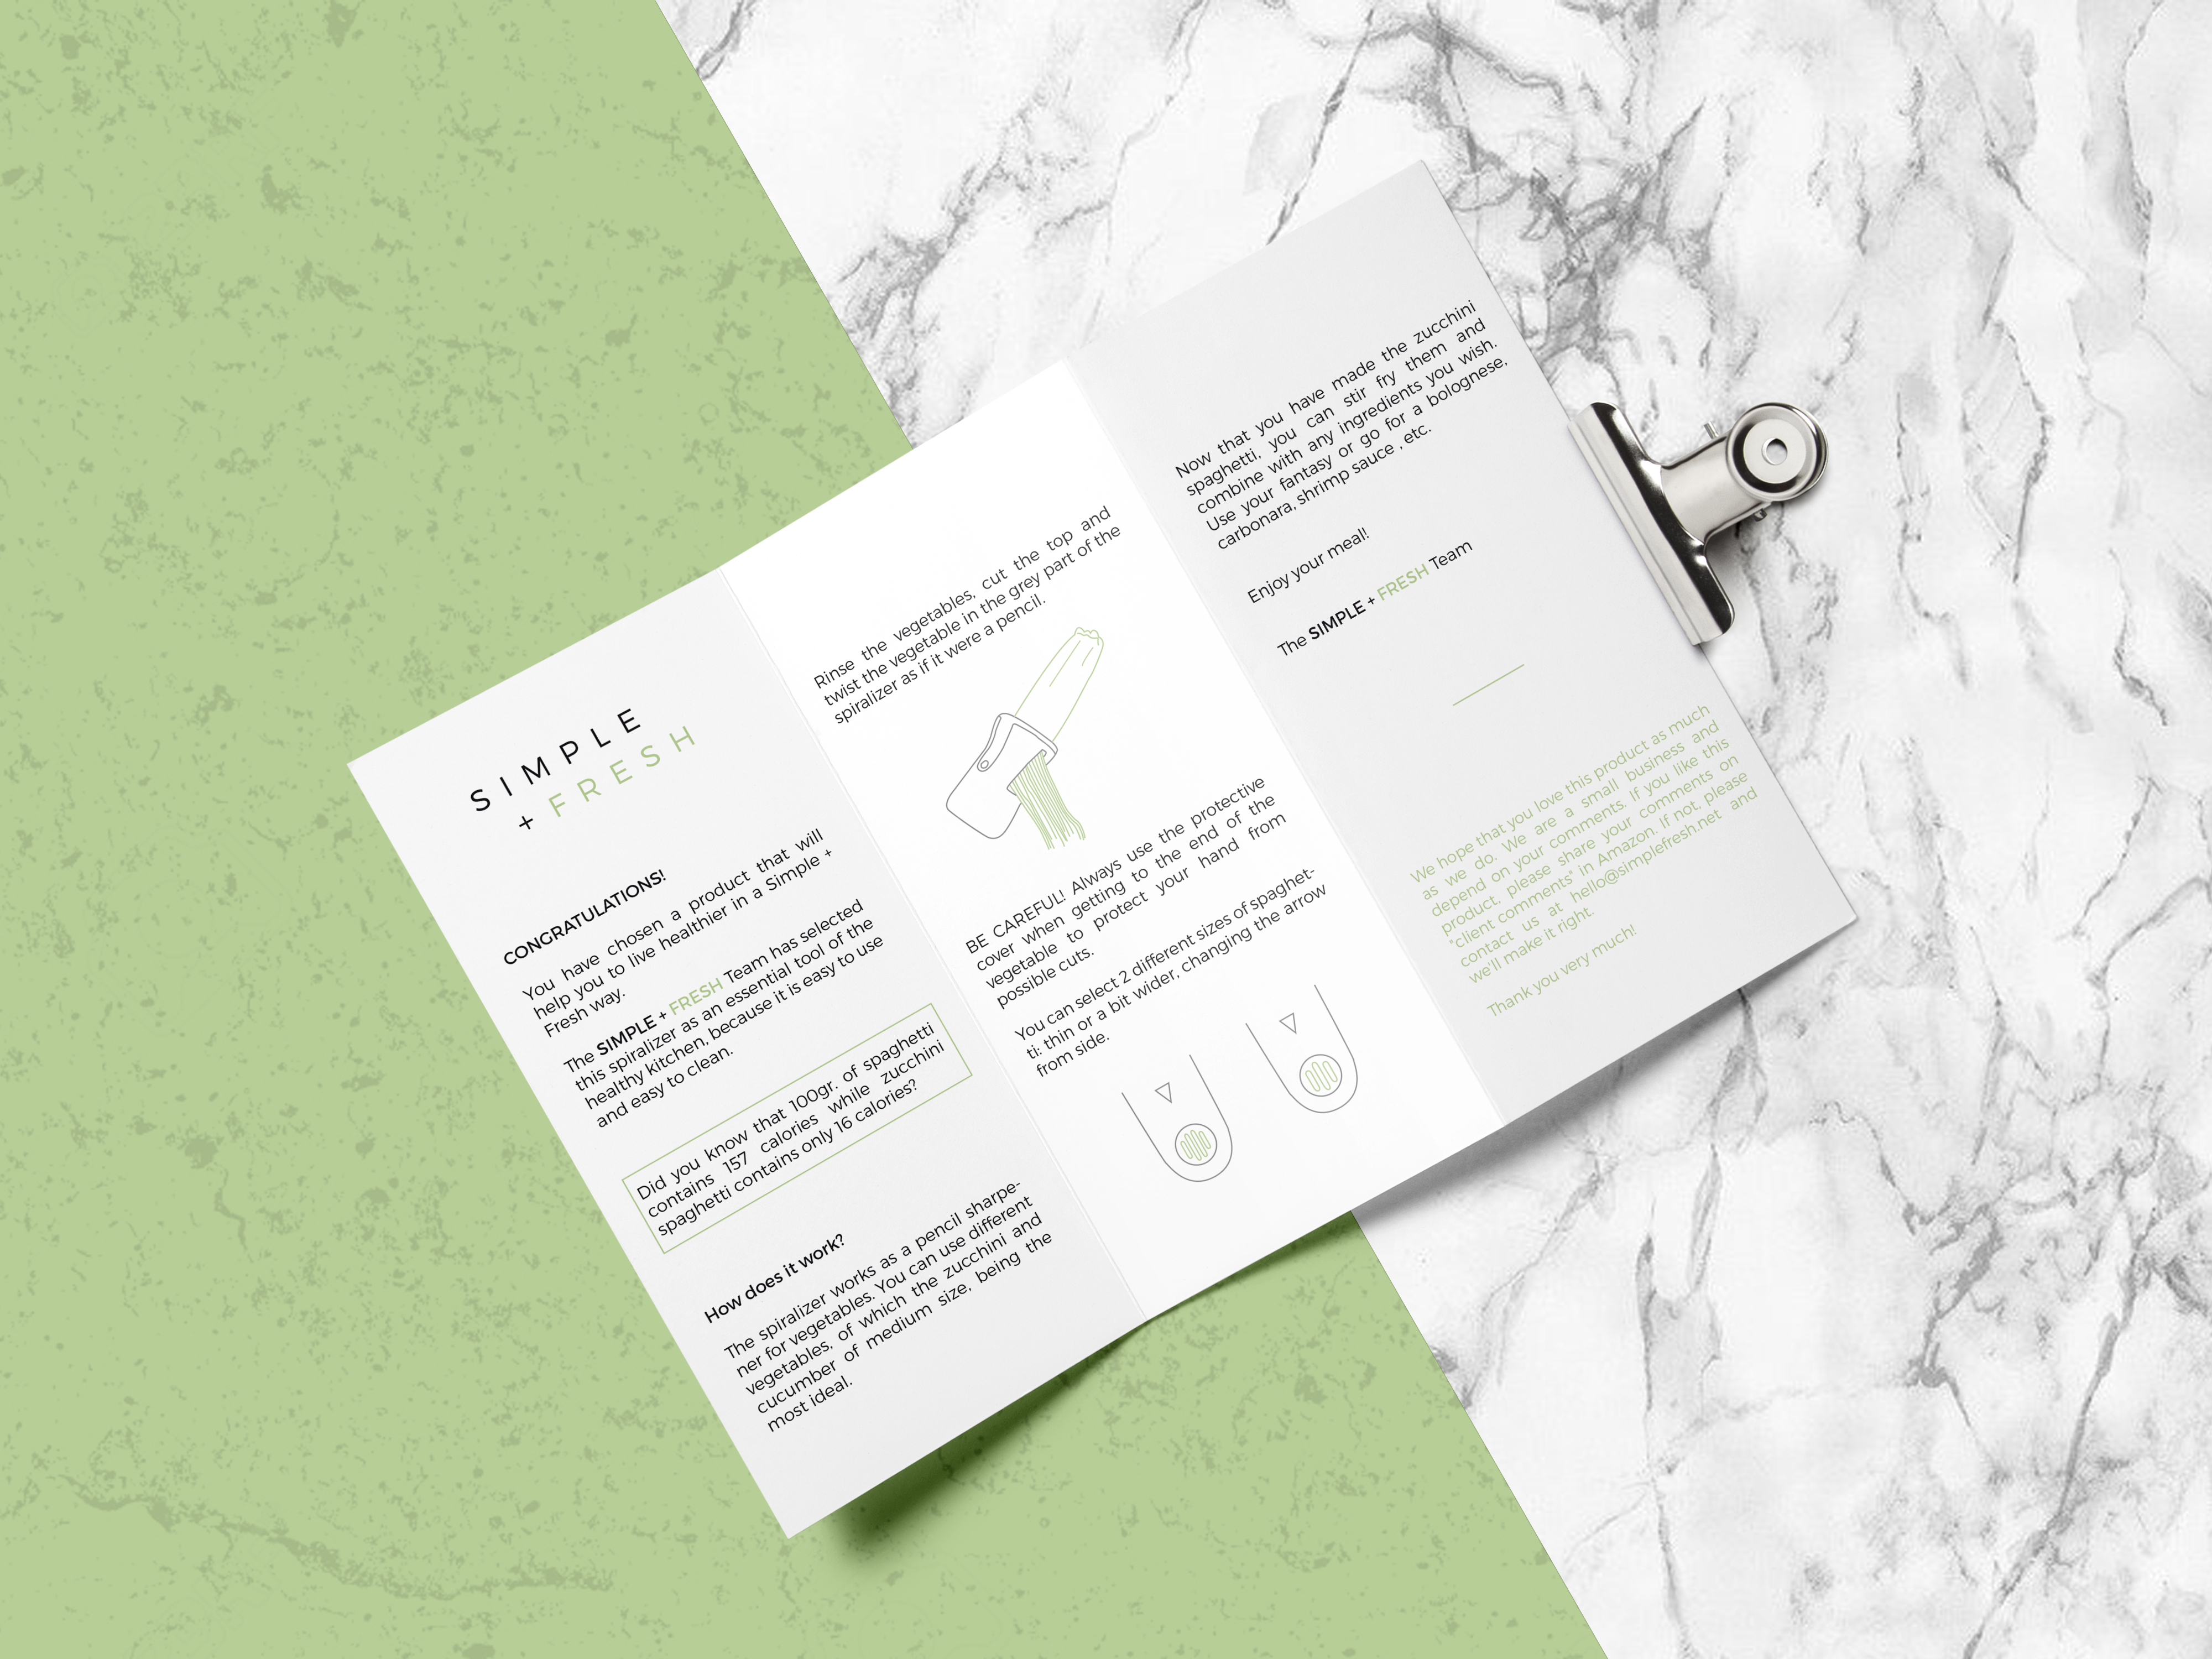 SIMPLE
+ FRESH
CONGRATULATIONS!
You have chosen a product that will
help you to live healthier in a Simple +
Fresh way.
The SIMPLE + FRESH Team has selected
this spiralizer as an essential tool of the
healthy kitchen, because it is easy to use
and easy to clean.
Did you know that 100gr. of spaghetti
contains 157 calories while zucchini
spaghetti contains only 16 calories?
How does it work?
The spiralizer works as a pencil sharpe-
ner for vegetables. You can use different
vegetables, of which the zucchini and
cucumber of medium size, being the
most ideal.
Rinse the vegetables, cut the top and
twist the vegetable in the grey part of the
spiralizer as if it were a pencil.
BE CAREFUL! Always use the protective
cover when getting to the end of the
vegetable to protect your hand from
possible cuts.
You can select 2 different sizes of spaghet-
ti: thin or a bit wider, changing the arrow
from side.
Now that you have made the zucchini
spaghetti, you can stir fry them and
combine with any ingredients you wish.
Use your fantasy or go for a bolognese,
carbonara, shrimp sauce , etc.
Enjoy your meal!
The SIMPLE + FRESH Team
We hope that you love this product as much
as we do. We are a small business and
depend on your comments. If you like this
product, please share your comments on
"client comments" in Amazon. If not, please
contact us at hello@simplefresh.net and
we'll make it right.
Thank you very much!